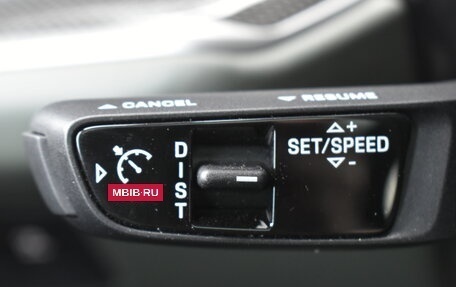 CANCEL
RESUME
DIST
SET/SPEED
+
-
MBIB.RU